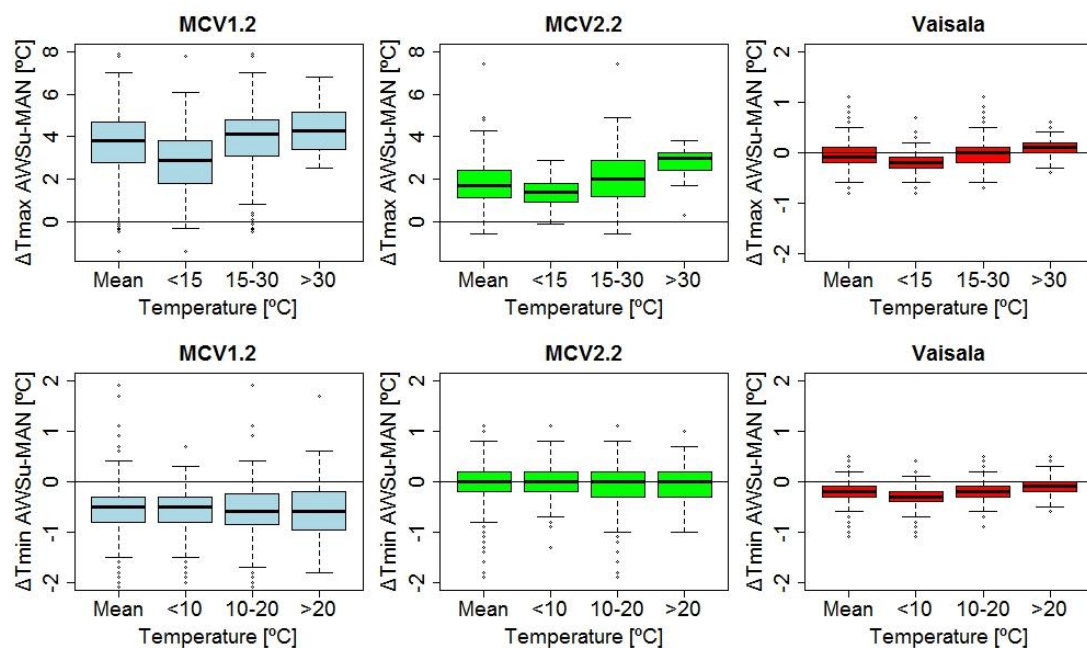 MCV1.2 MCV2.2 Vaisala
ΔTmax AWSu-MAN [ºC] ΔTmax AWSu-MAN [ºC] ΔTmax AWSu-MAN [ºC]
8 8 2
6 6 1
4 4 0
2 2 -1
0 0 -2
Mean <15 15-30 >30 Mean <15 15-30 >30 Mean <15 15-30 >30
Temperature [ºC] Temperature [ºC] Temperature [ºC]
MCV1.2 MCV2.2 Vaisala
ΔTmin AWSu-MAN [ºC] ΔTmin AWSu-MAN [ºC] ΔTmin AWSu-MAN [ºC]
2 2 2
1 1 1
0 0 0
-1 -1 -1
-2 -2 -2
Mean <10 10-20 >20 Mean <10 10-20 >20 Mean <10 10-20 >20
Temperature [ºC] Temperature [ºC] Temperature [ºC]